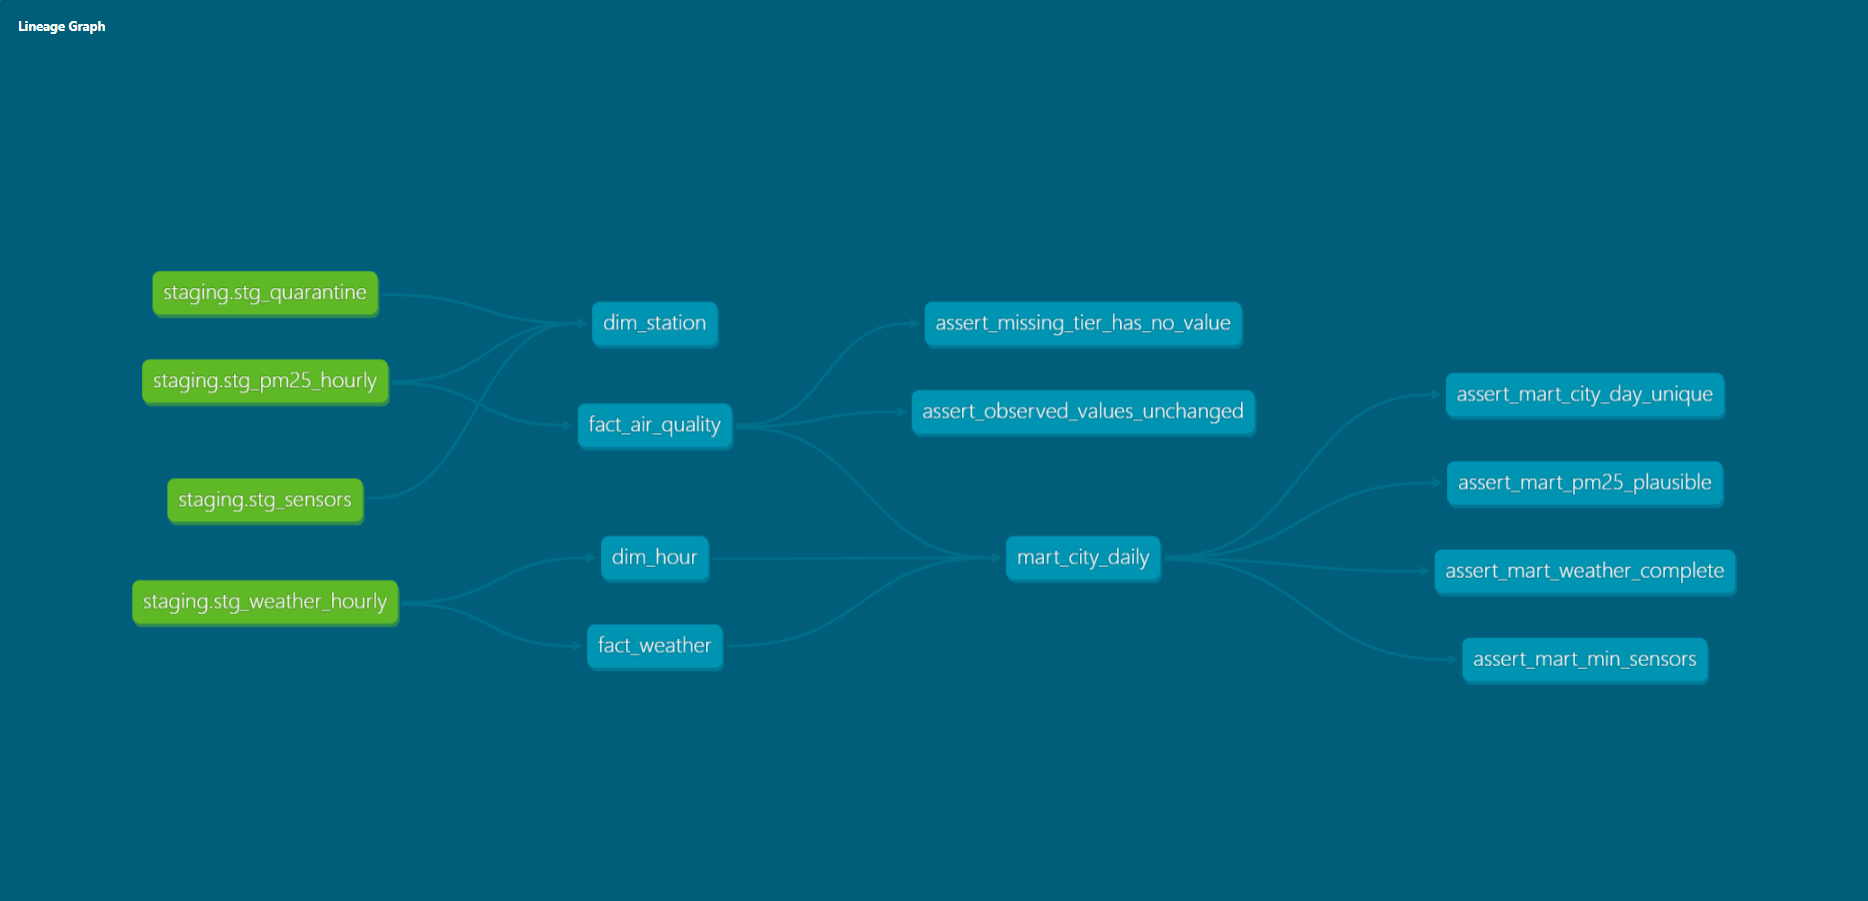 Lineage Graph
staging.stg_quarantine
staging.stg_pm25_hourly
staging.stg_sensors
staging.stg_weather_hourly
dim_station
fact_air_quality
dim_hour
fact_weather
assert_missing_tier_has_no_value
assert_observed_values_unchanged
mart_city_daily
assert_mart_city_day_unique
assert_mart_pm25_plausible
assert_mart_weather_complete
assert_mart_min_sensors